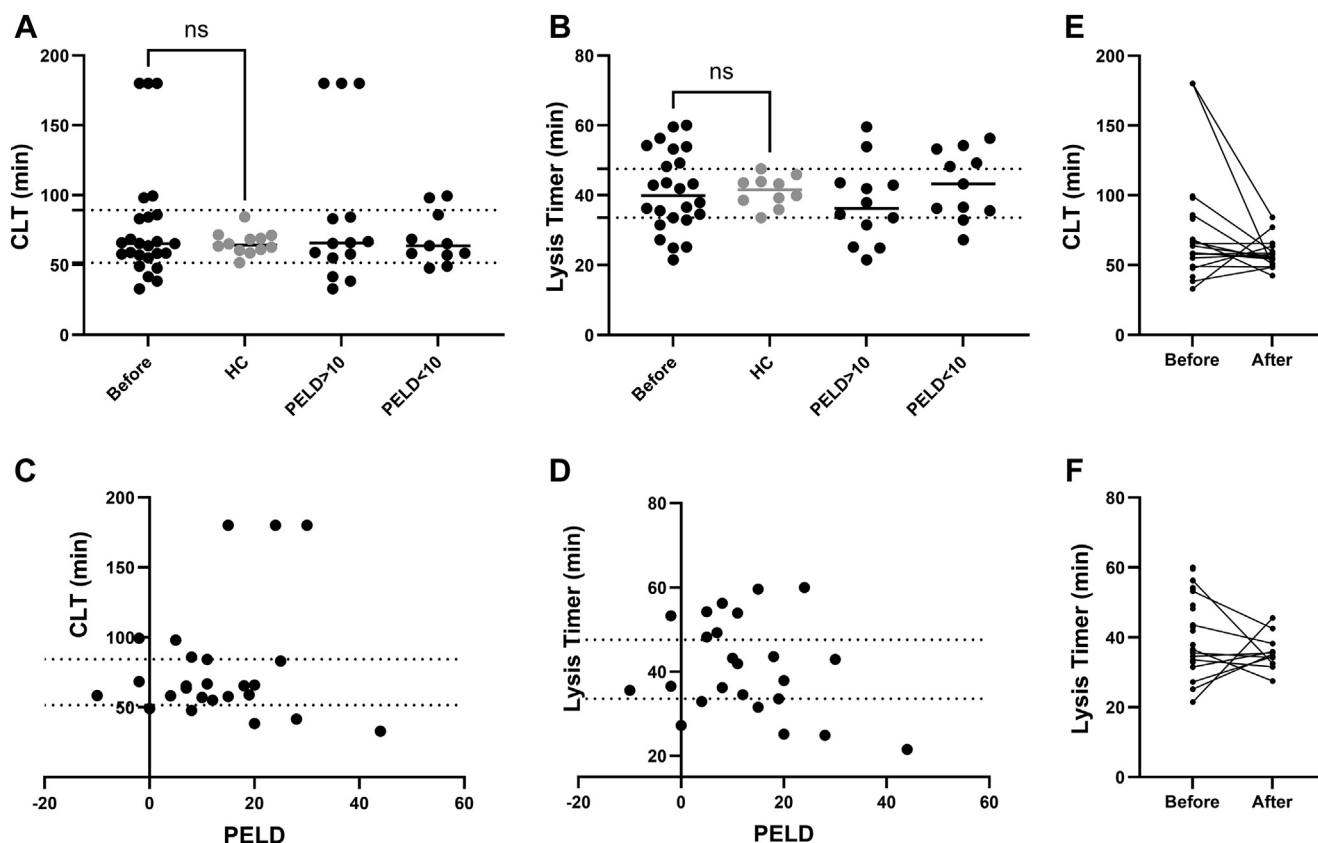 A
ns
CLT (min)
200
150
100
50
0
Before
HC
PELD>10
PELD<10
B
ns
Lysis Timer (min)
80
60
40
20
0
Before
HC
PELD>10
PELD<10
E
CLT (min)
200
150
100
50
0
Before
After
C
CLT (min)
200
150
100
50
-20
0
20
40
60
PELD
D
Lysis Timer (min)
80
60
40
20
-20
0
20
40
60
PELD
F
Lysis Timer (min)
80
60
40
20
0
Before
After